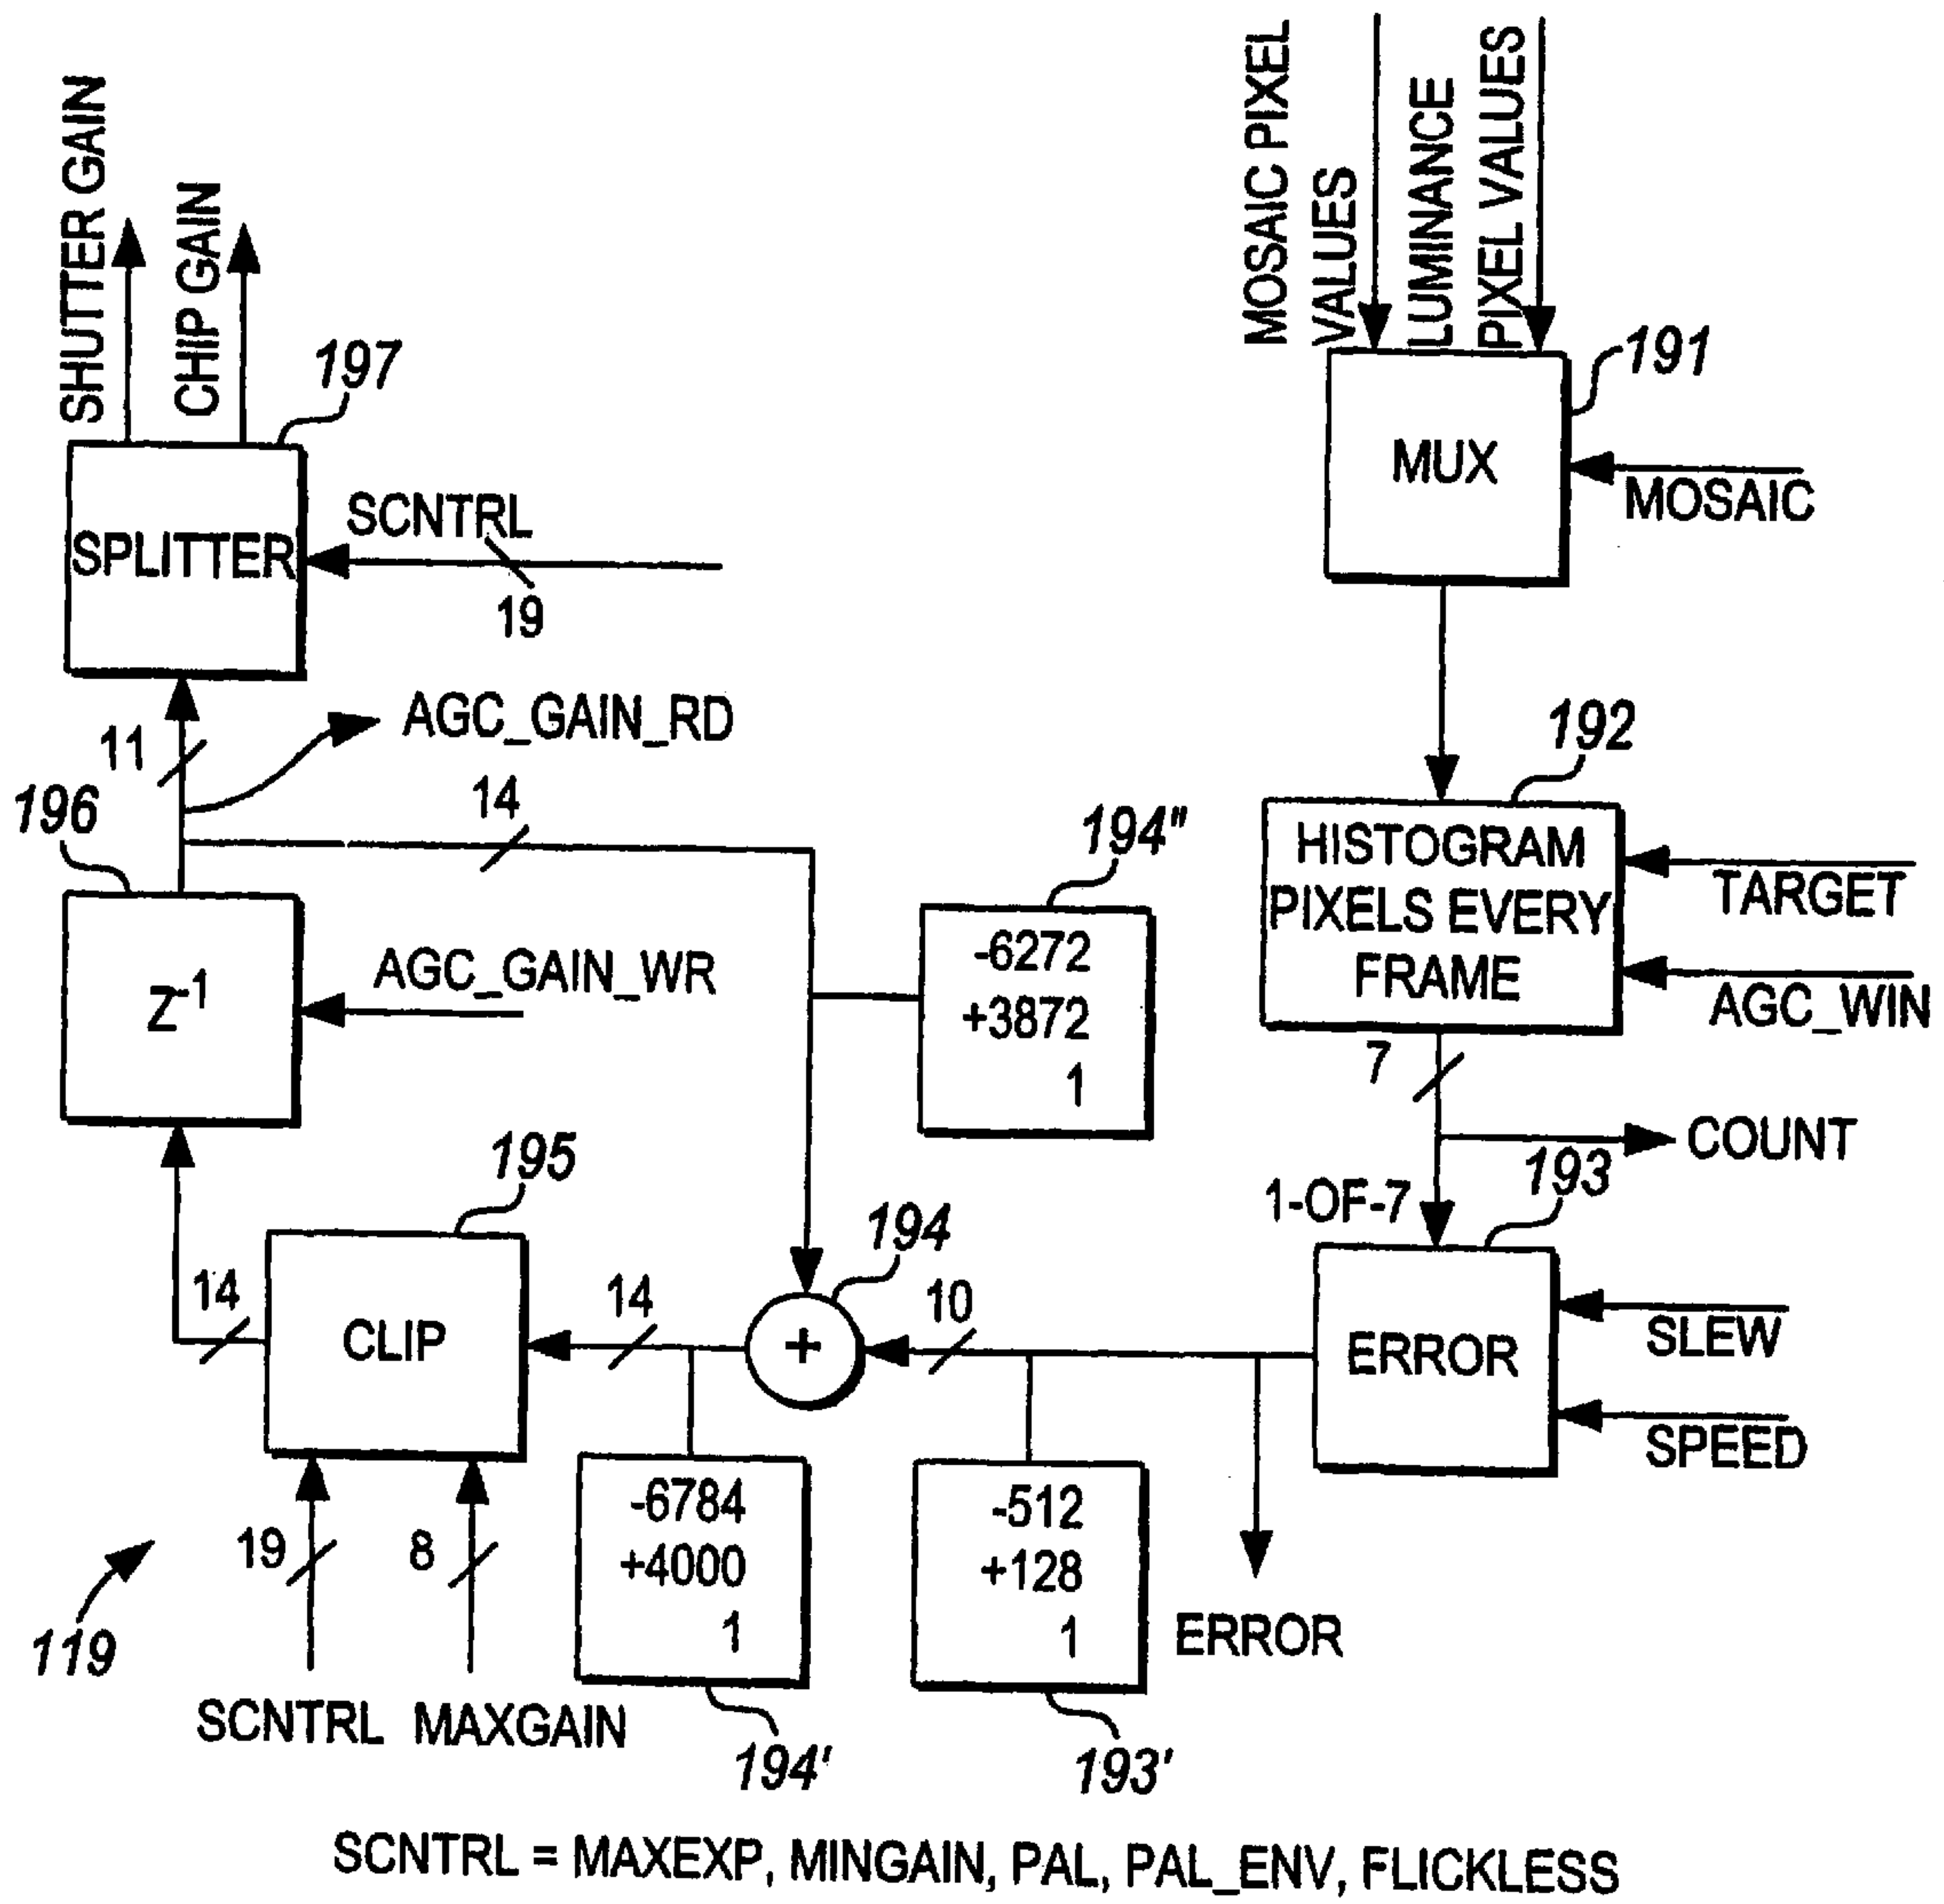 SHUTTER GAIN
CHIP GAIN
MOSAIC PIXEL
VALUES
LUMINANCE
PIXEL VALUES
197
191
MUX
MOSAIC
SCNTRL
SPLITTER
19
11
AGC_GAIN_RD
14
196
192
194"
HISTOGRAM
PIXELS EVERY
FRAME
TARGET
AGC_WIN
-6272
+3872
1
Z-1
AGC_GAIN_WR
7
COUNT
1-OF-7
193
195
194
14
CLIP
14
+
10
ERROR
SLEW
SPEED
-6784
+4000
1
-512
+128
1
19
8
ERROR
119
SCNTRL MAXGAIN
194'
193'
SCNTRL = MAXEXP, MINGAIN, PAL, PAL_ENV, FLICKLESS